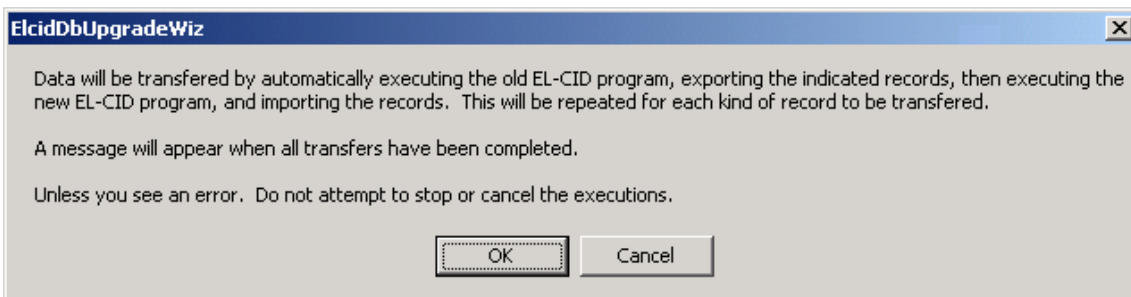 ElcidDbUpgradeWiz
Data will be transfered by automatically executing the old EL-CID program, exporting the indicated records, then executing the
new EL-CID program, and importing the records.  This will be repeated for each kind of record to be transfered.
A message will appear when all transfers have been completed.
Unless you see an error.  Do not attempt to stop or cancel the executions.
OK
Cancel